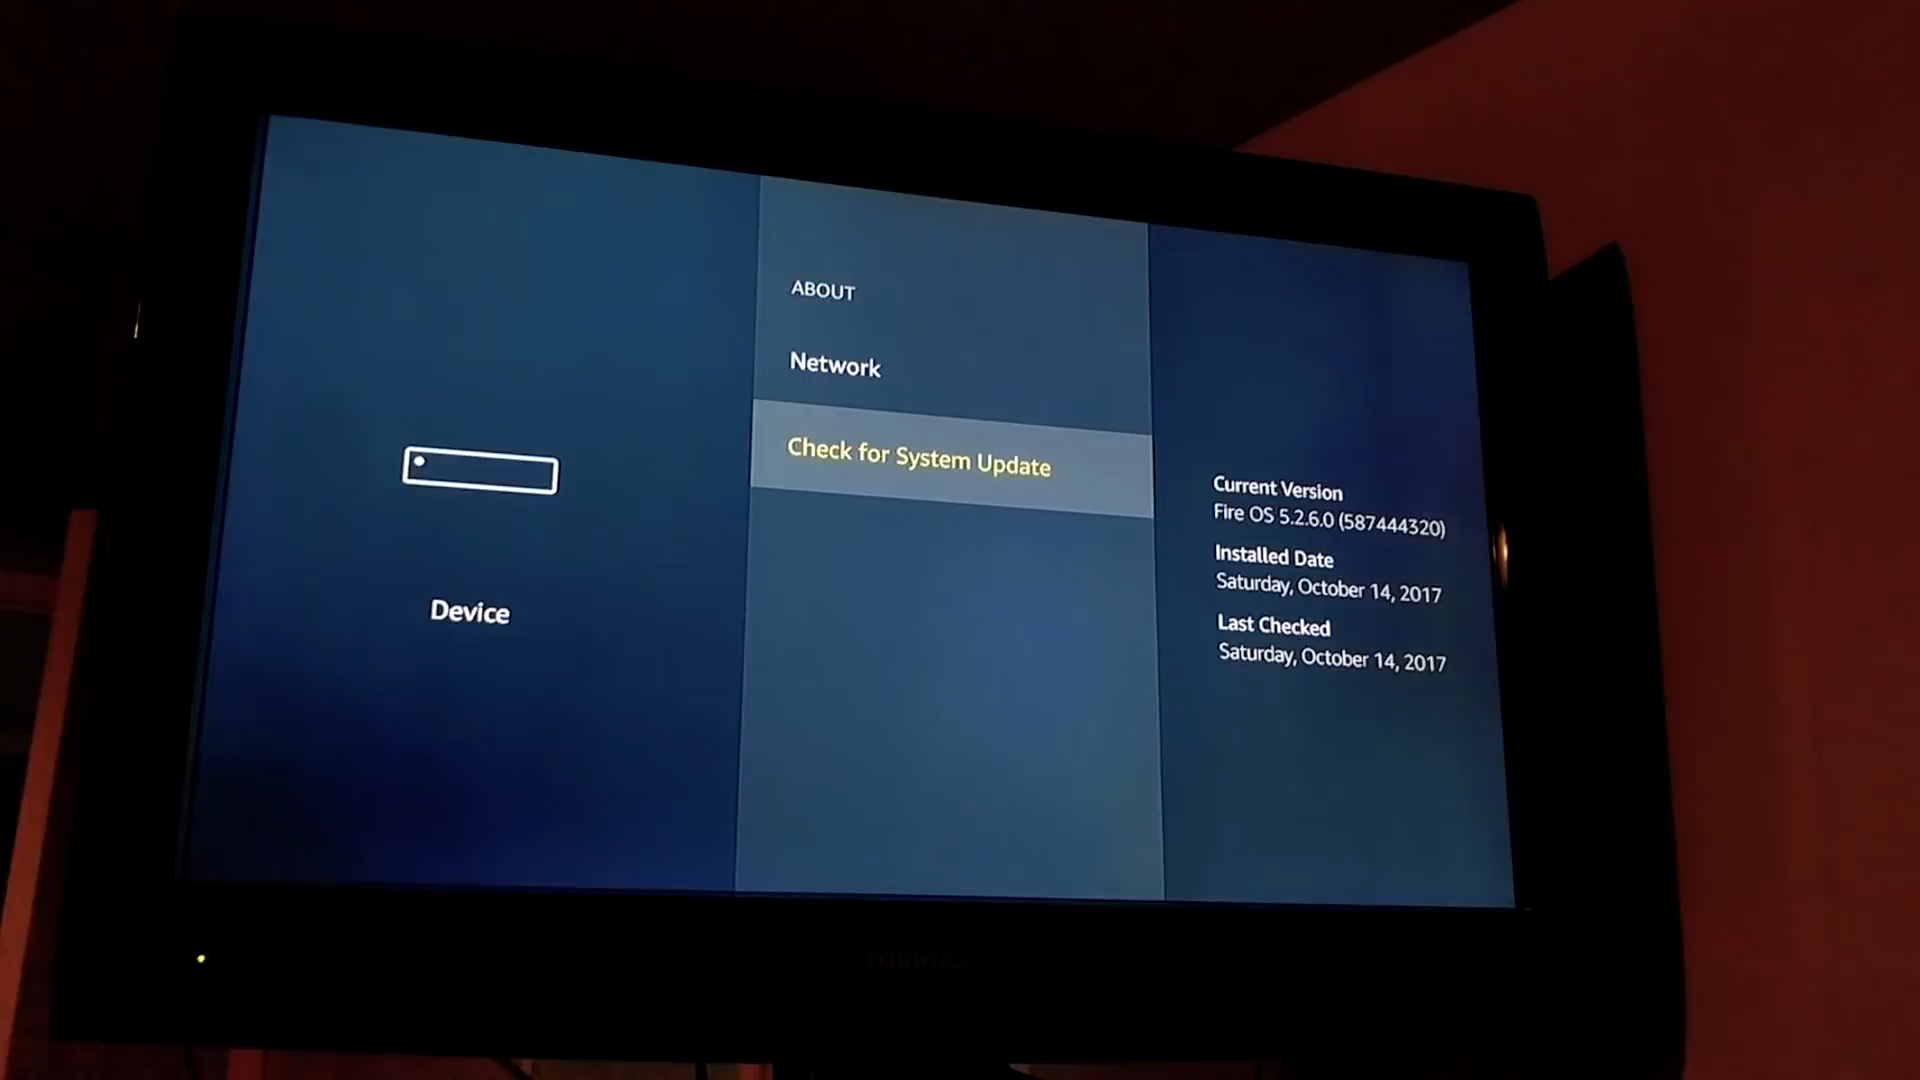 ABOUT
Network
Check for System Update
Device
Current Version
Fire OS 5.2.6.0 (587444320)
Installed Date
Saturday, October 14, 2017
Last Checked
Saturday, October 14, 2017